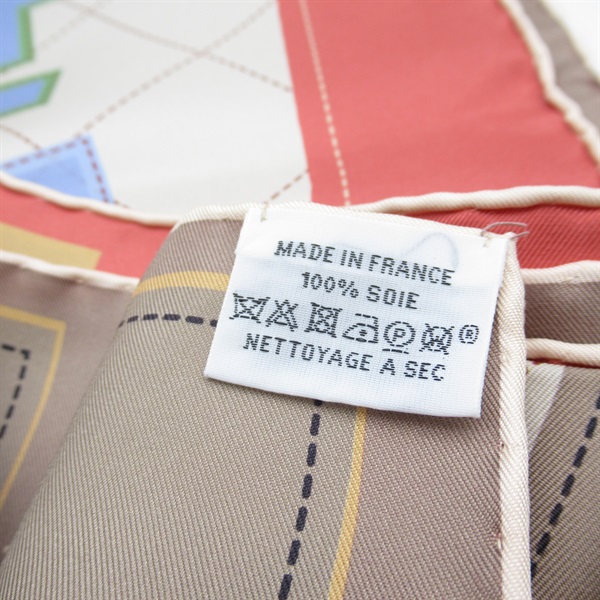 MADE IN FRANCE
100% SOIE
P ®
NETTOYAGE A SEC